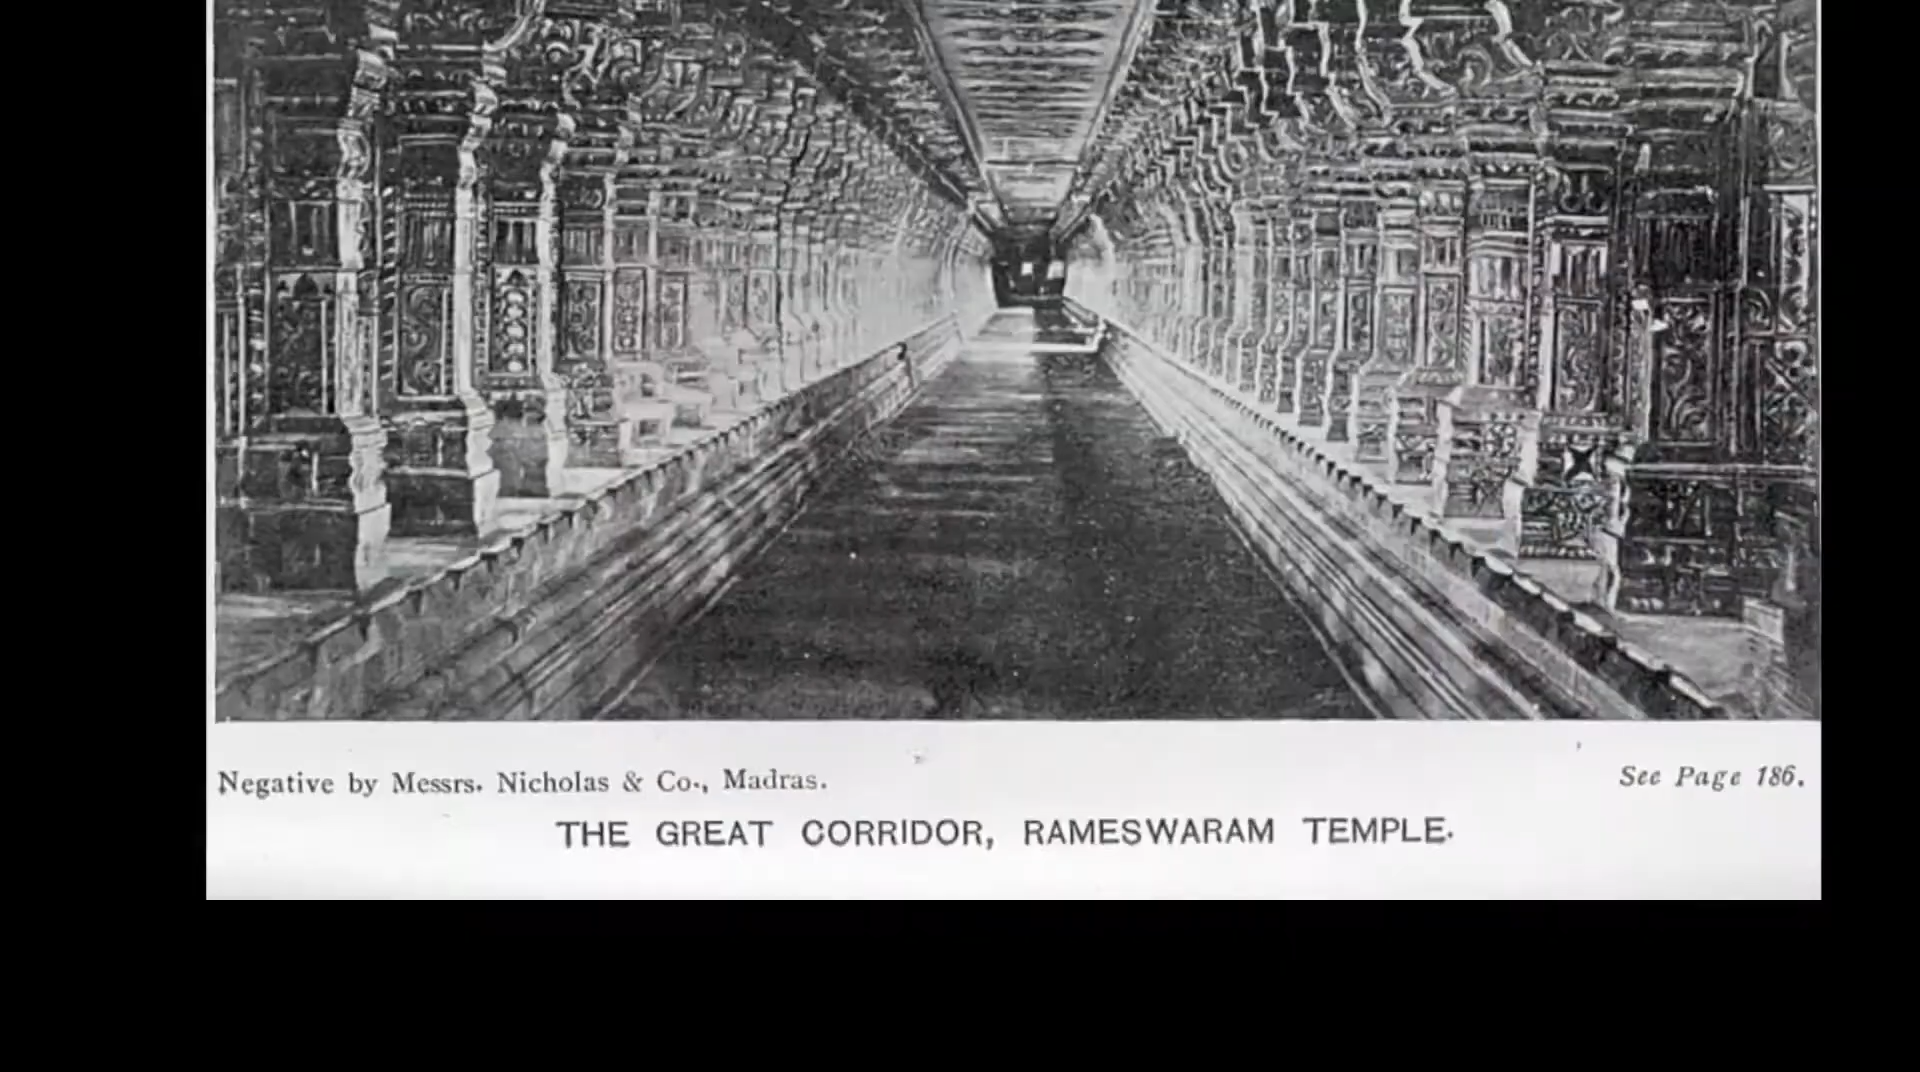 Negative by Messrs. Nicholas & Co., Madras.
See Page 186.
THE GREAT CORRIDOR, RAMESWARAM TEMPLE.